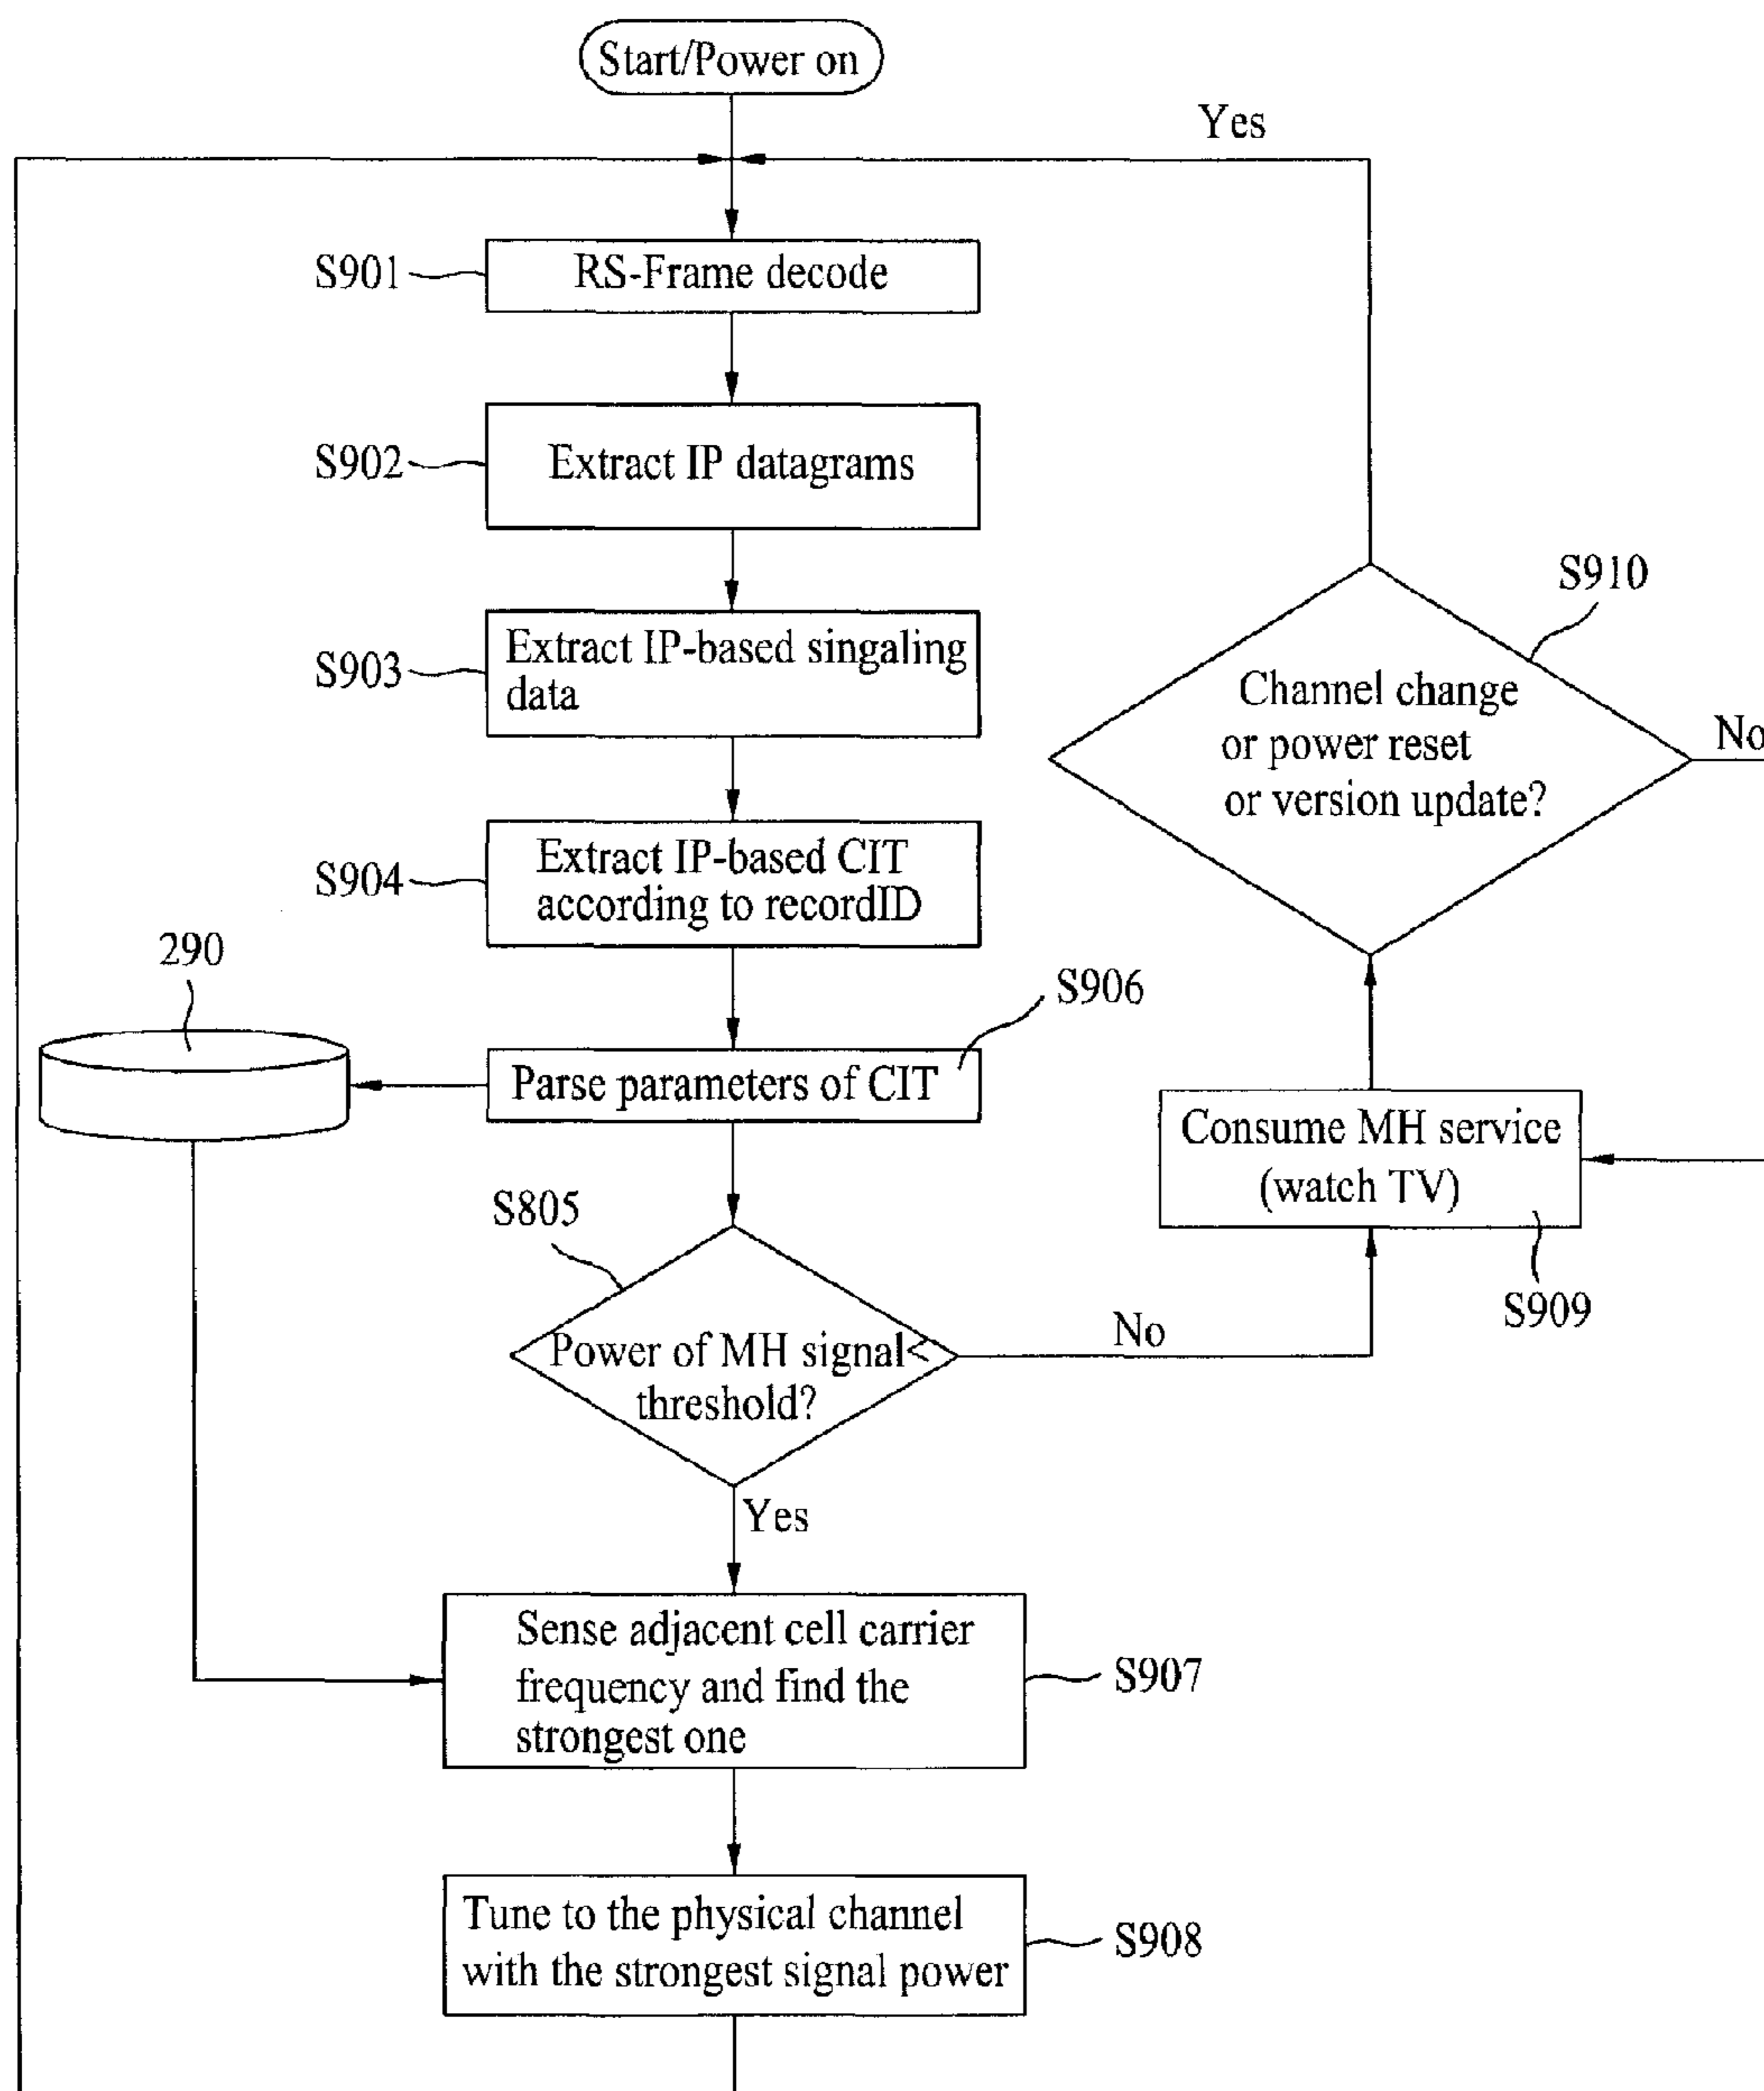 Start/Power on
Yes
S901
RS-Frame decode
S902
Extract IP datagrams
S903
Extract IP-based singaling
data
S904
Extract IP-based CIT
according to recordID
290
S906
Parse parameters of CIT
S805
Power of MH signal<
threshold?
No
Yes
Sense adjacent cell carrier
frequency and find the
strongest one
S907
Tune to the physical channel
with the strongest signal power
S908
S910
Channel change
or power reset
or version update?
No
Consume MH service
(watch TV)
S909